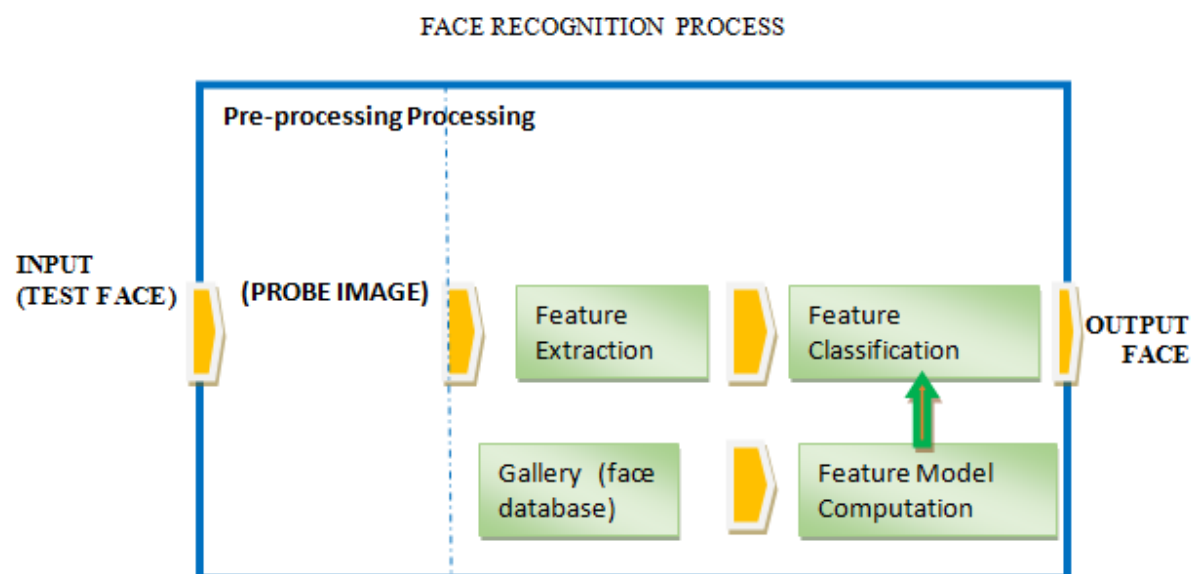 FACE RECOGNITION PROCESS
Pre-processing Processing
INPUT
(TEST FACE)
(PROBE IMAGE)
Feature
Extraction
Feature
Classification
OUTPUT
FACE
Gallery (face
database)
Feature Model
Computation